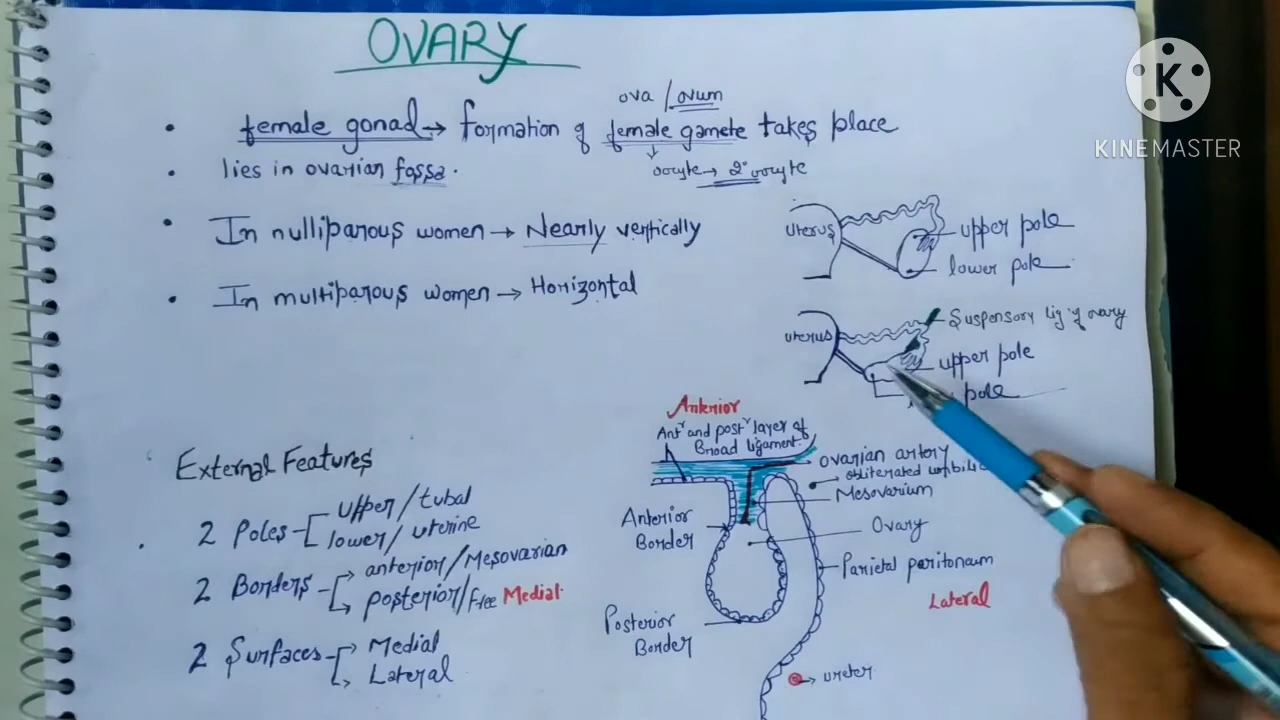 OVARY
ova / ovum
• female gonad → formation of female gamete takes place
• lies in ovarian fossa.
oocyte → 2° oocyte
• In nulliparous women → Nearly vertically
• In multiparous women → Horizontal
uterus
upper pole
lower pole
uterus
Suspensory lig of ovary
upper pole
pole
External Features
2 Poles
upper / tubal
lower / uterine
2 Borders
anterior / Mesovarian
posterior / free
Medial
2 Surfaces
Medial
Lateral
Anterior
Antr and postr layer of
Broad ligament.
ovarian artery
obliterated
Mesovarium
Anterior
Border
Ovary
Parietal peritonaum
Lateral
Posterior
Border
ureter
K
KINEMASTER